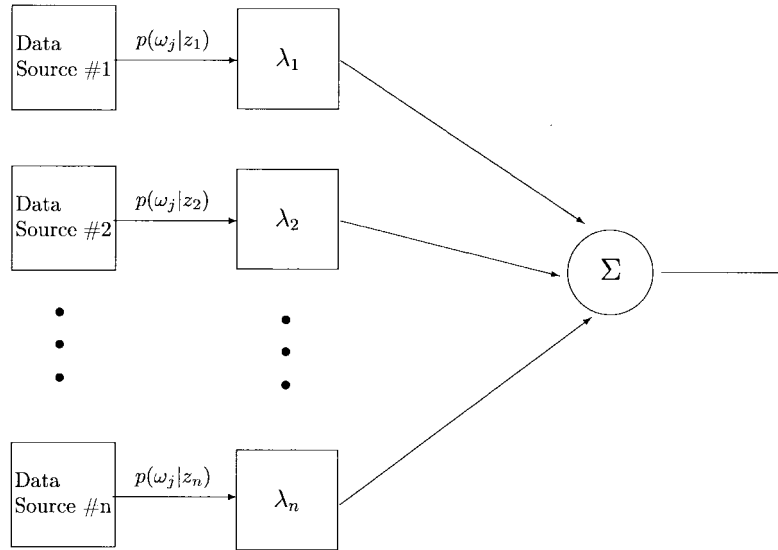 Data
Source #1
p(ω_j|z_1)
λ_1
Data
Source #2
p(ω_j|z_2)
λ_2
Σ
Data
Source #n
p(ω_j|z_n)
λ_n